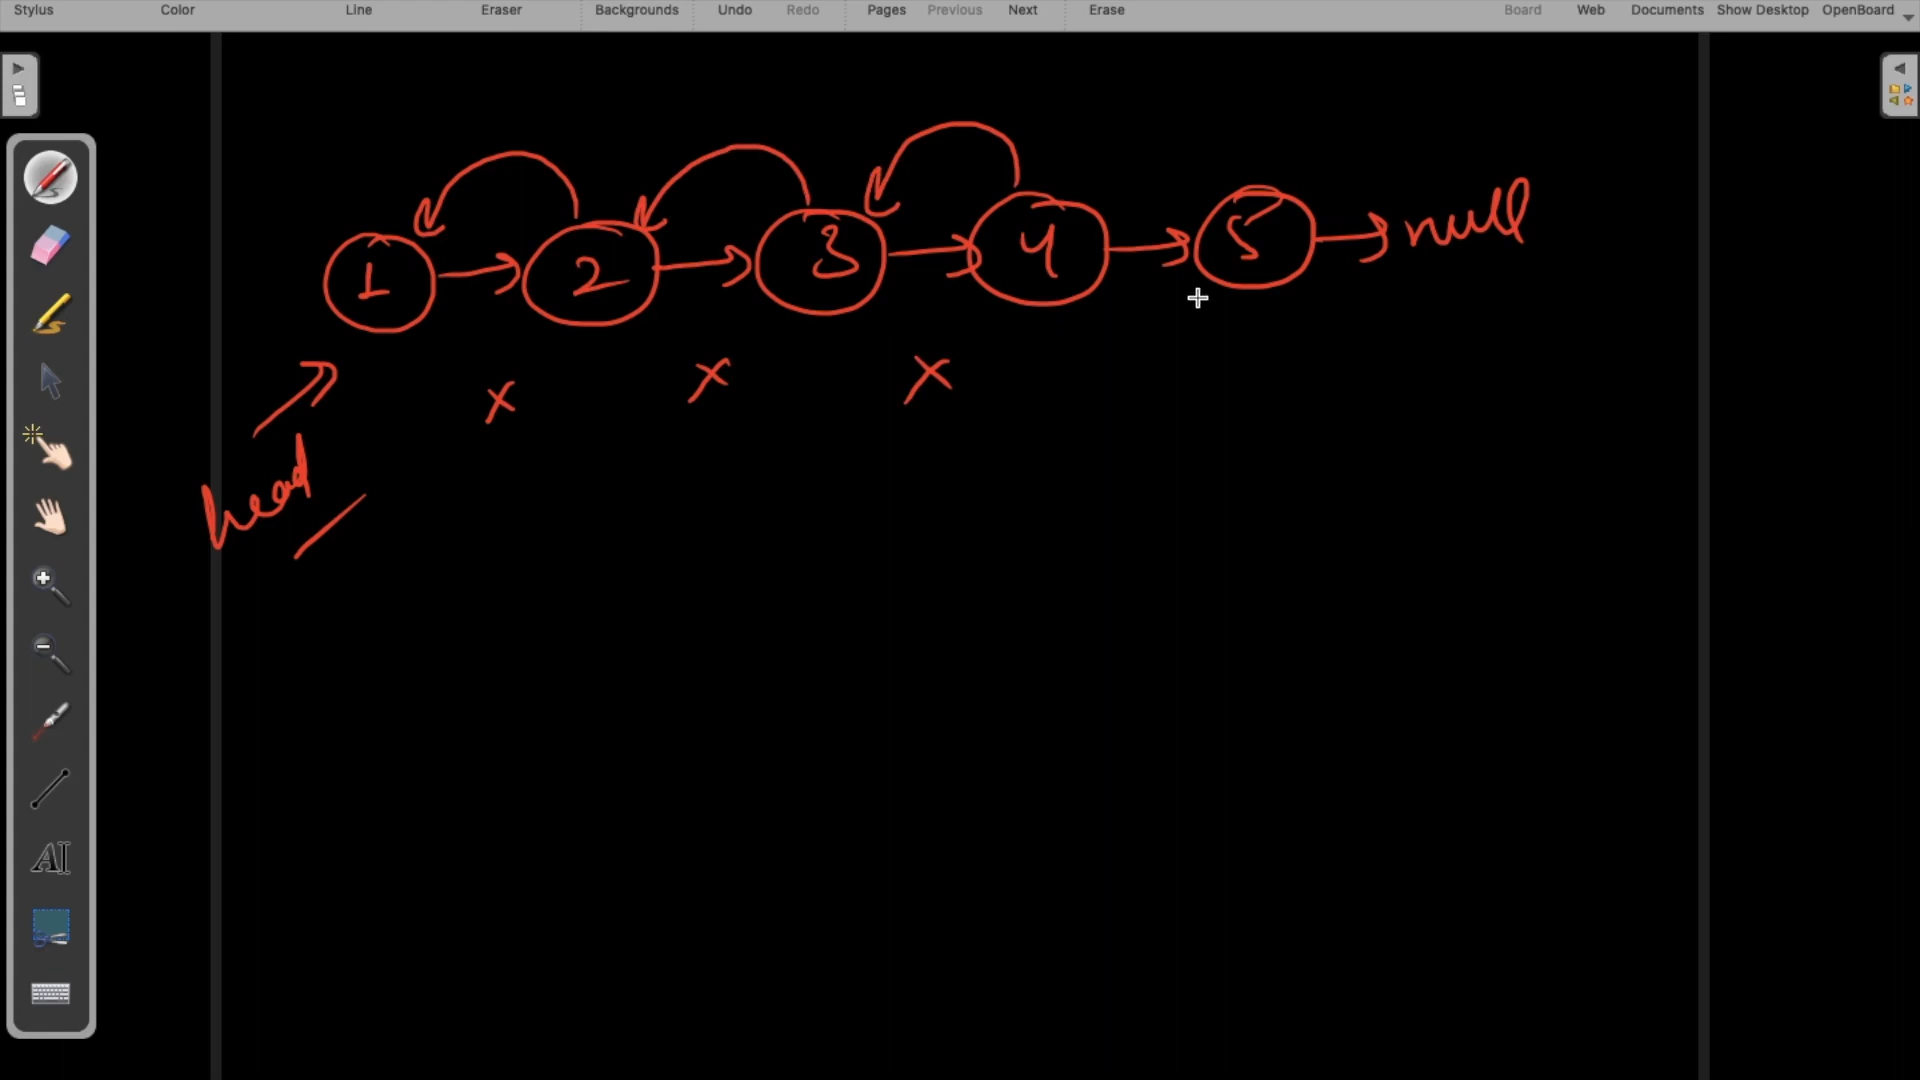 Stylus Color Line Eraser Backgrounds Undo Redo Pages Previous Next Erase Board Web Documents Show Desktop OpenBoard
1 → 2 → 3 → 4 → 5 → null
x x x
head
AI